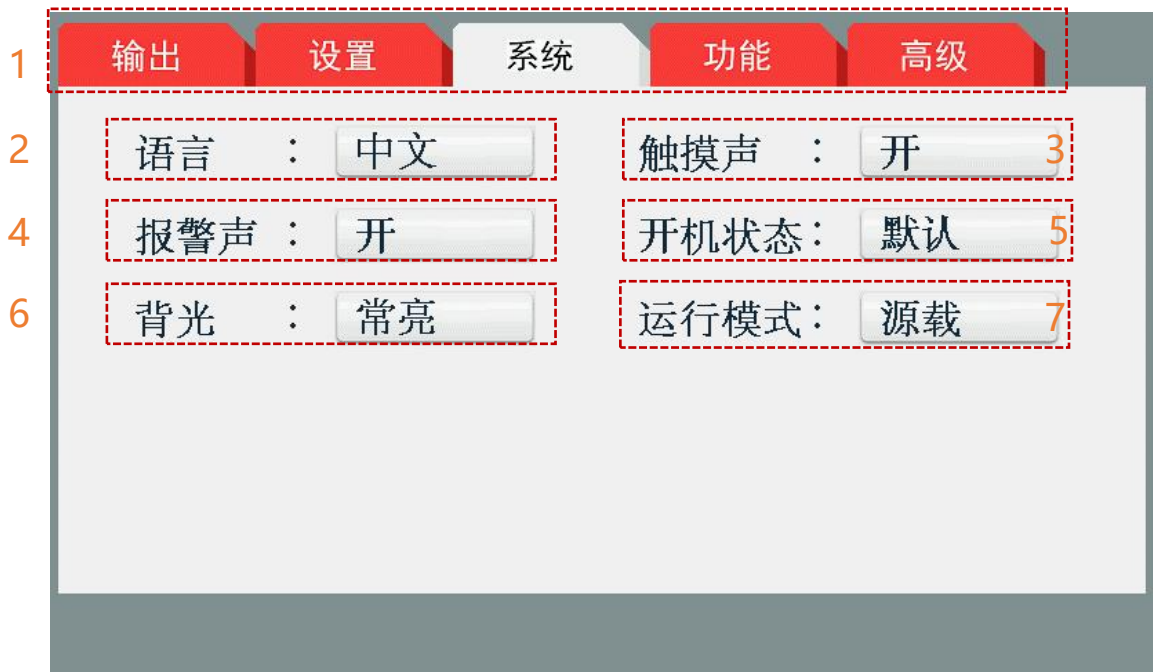 1 输出 设置 系统 功能 高级
2 语言 : 中文 触摸声 : 开 3
4 报警声 : 开 开机状态: 默认 5
6 背光 : 常亮 运行模式: 源载 7